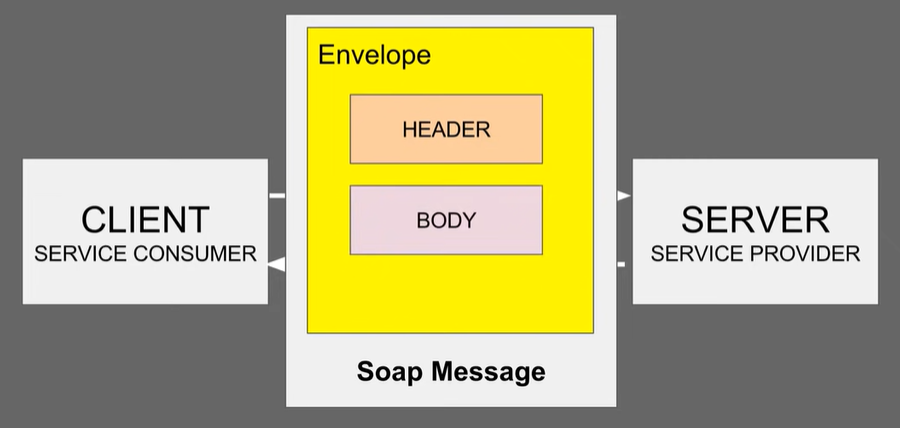 Envelope
HEADER
BODY
CLIENT
SERVICE CONSUMER
SERVER
SERVICE PROVIDER
Soap Message